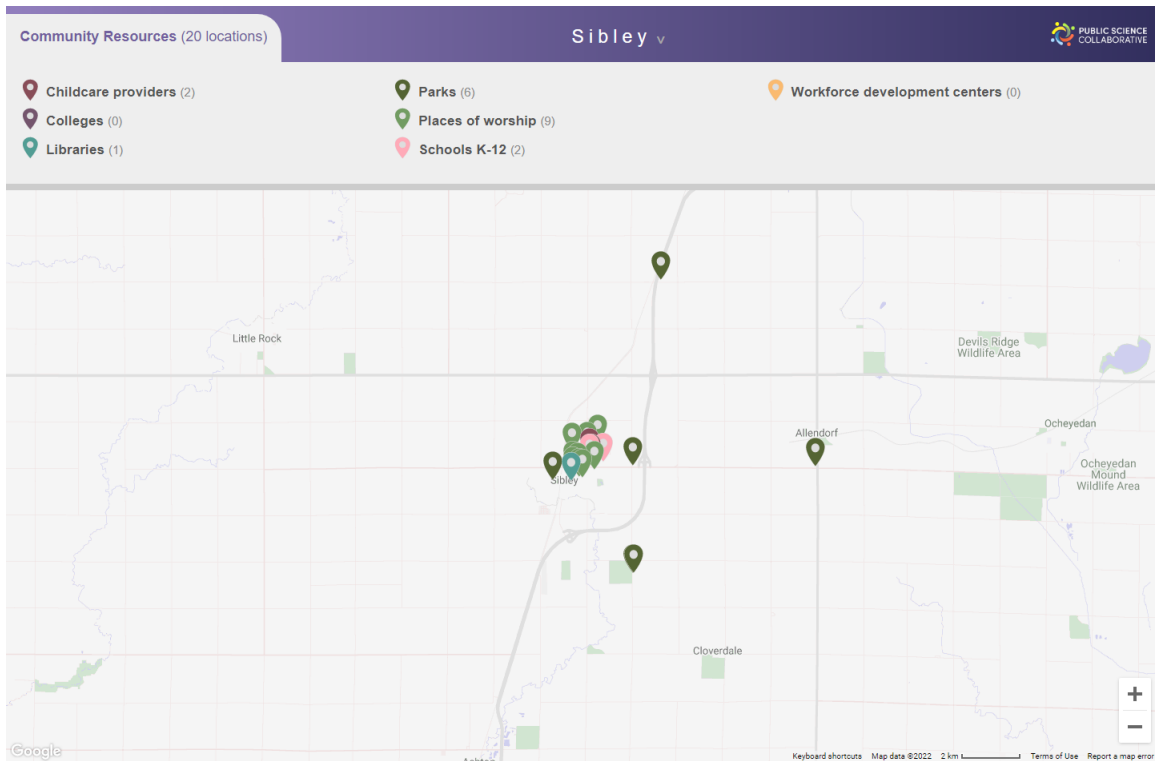 Community Resources (20 locations)
Sibley v
PUBLIC SCIENCE
COLLABORATIVE
Childcare providers (2)
Parks (6)
Workforce development centers (0)
Colleges (0)
Places of worship (9)
Libraries (1)
Schools K-12 (2)
Little Rock
Devils Ridge
Wildlife Area
Ocheyedan
Allendorf
Ocheyedan
Mound
Wildlife Area
Sibley
Cloverdale
+
−
Google
Ashton
Keyboard shortcuts Map data ©2022 2 km Terms of Use Report a map error